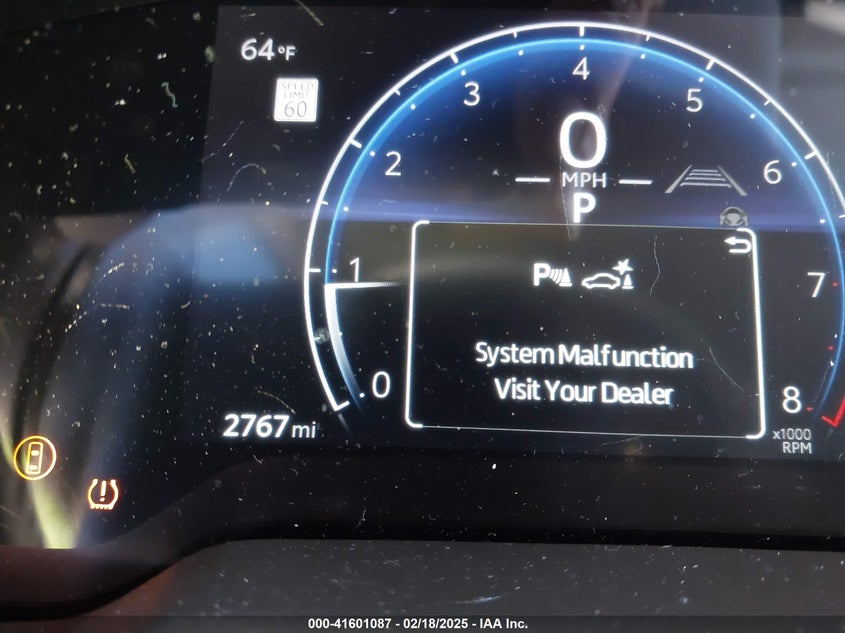 64°F
SPEED
LIMIT
60
0
1
2
3
4
5
6
7
8
0
MPH
P
P
System Malfunction
Visit Your Dealer
2767 mi
x1000
RPM
000-41601087 - 02/18/2025 - IAA Inc.